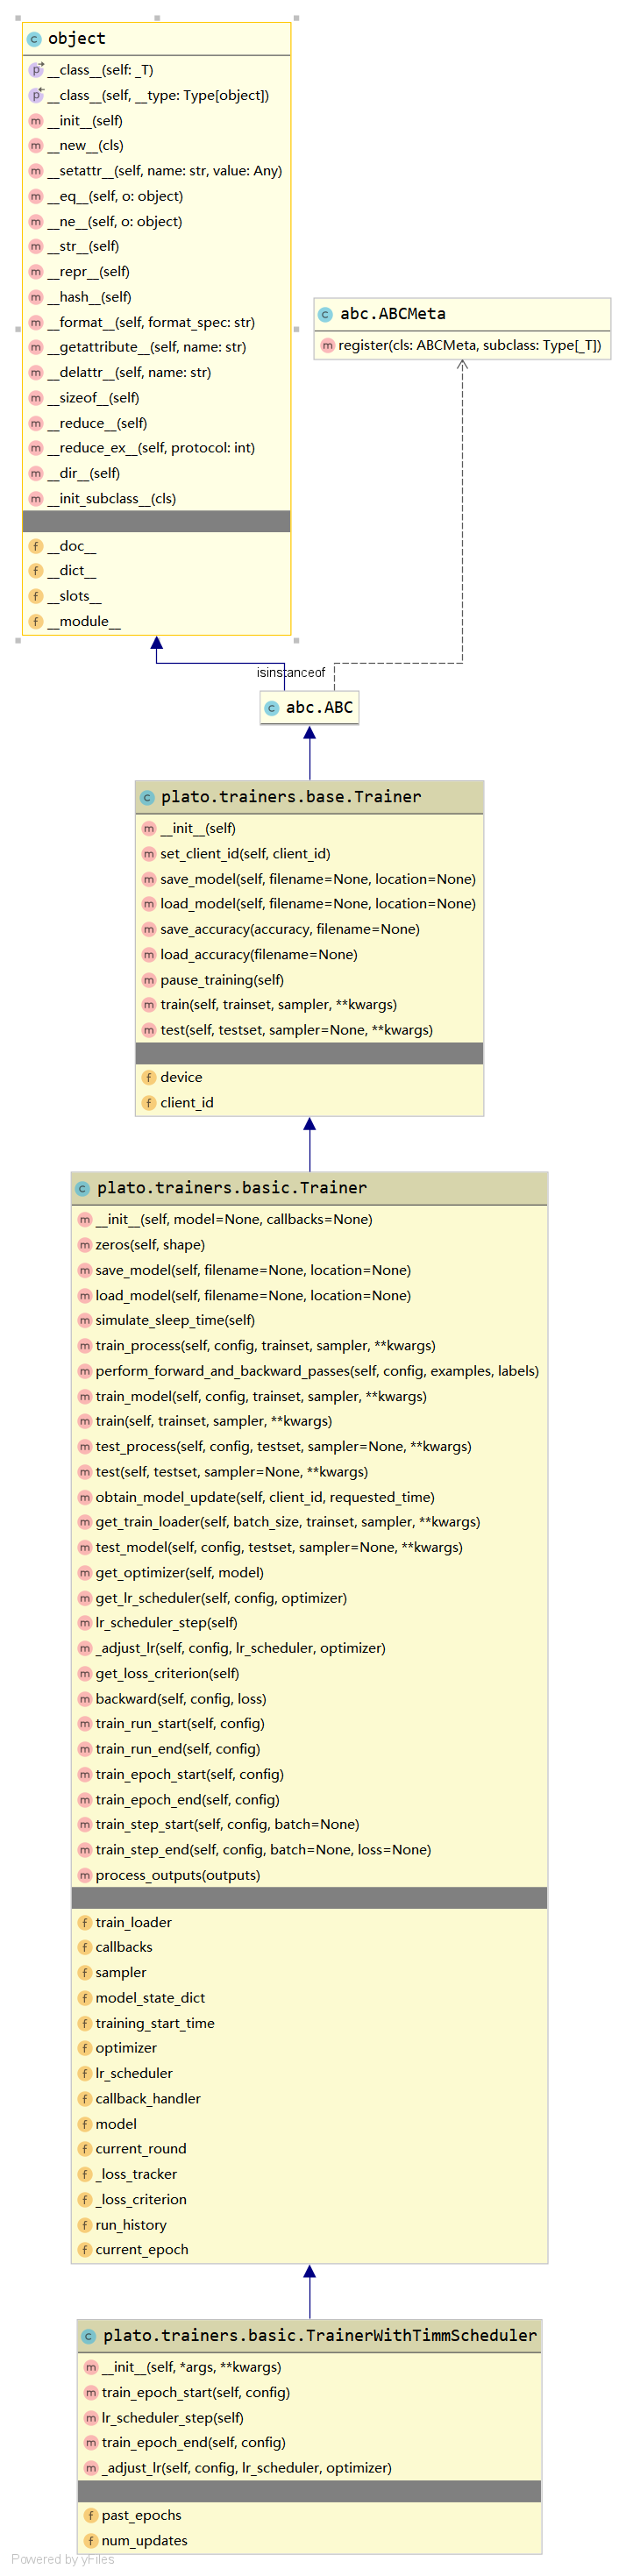 object
__class__(self: _T)
__class__(self, __type: Type[object])
__init__(self)
__new__(cls)
__setattr__(self, name: str, value: Any)
__eq__(self, o: object)
__ne__(self, o: object)
__str__(self)
__repr__(self)
__hash__(self)
__format__(self, format_spec: str)
__getattribute__(self, name: str)
__delattr__(self, name: str)
__sizeof__(self)
__reduce__(self)
__reduce_ex__(self, protocol: int)
__dir__(self)
__init_subclass__(cls)
__doc__
__dict__
__slots__
__module__
abc.ABCMeta
register(cls: ABCMeta, subclass: Type[_T])
isinstanceof
abc.ABC
plato.trainers.base.Trainer
__init__(self)
set_client_id(self, client_id)
save_model(self, filename=None, location=None)
load_model(self, filename=None, location=None)
save_accuracy(accuracy, filename=None)
load_accuracy(filename=None)
pause_training(self)
train(self, trainset, sampler, **kwargs)
test(self, testset, sampler=None, **kwargs)
device
client_id
plato.trainers.basic.Trainer
__init__(self, model=None, callbacks=None)
zeros(self, shape)
save_model(self, filename=None, location=None)
load_model(self, filename=None, location=None)
simulate_sleep_time(self)
train_process(self, config, trainset, sampler, **kwargs)
perform_forward_and_backward_passes(self, config, examples, labels)
train_model(self, config, trainset, sampler, **kwargs)
train(self, trainset, sampler, **kwargs)
test_process(self, config, testset, sampler=None, **kwargs)
test(self, testset, sampler=None, **kwargs)
obtain_model_update(self, client_id, requested_time)
get_train_loader(self, batch_size, trainset, sampler, **kwargs)
test_model(self, config, testset, sampler=None, **kwargs)
get_optimizer(self, model)
get_lr_scheduler(self, config, optimizer)
lr_scheduler_step(self)
_adjust_lr(self, config, lr_scheduler, optimizer)
get_loss_criterion(self)
backward(self, config, loss)
train_run_start(self, config)
train_run_end(self, config)
train_epoch_start(self, config)
train_epoch_end(self, config)
train_step_start(self, config, batch=None)
train_step_end(self, config, batch=None, loss=None)
process_outputs(outputs)
train_loader
callbacks
sampler
model_state_dict
training_start_time
optimizer
lr_scheduler
callback_handler
model
current_round
_loss_tracker
_loss_criterion
run_history
current_epoch
plato.trainers.basic.TrainerWithTimmScheduler
__init__(self, *args, **kwargs)
train_epoch_start(self, config)
lr_scheduler_step(self)
train_epoch_end(self, config)
_adjust_lr(self, config, lr_scheduler, optimizer)
past_epochs
num_updates
Powered by yFiles